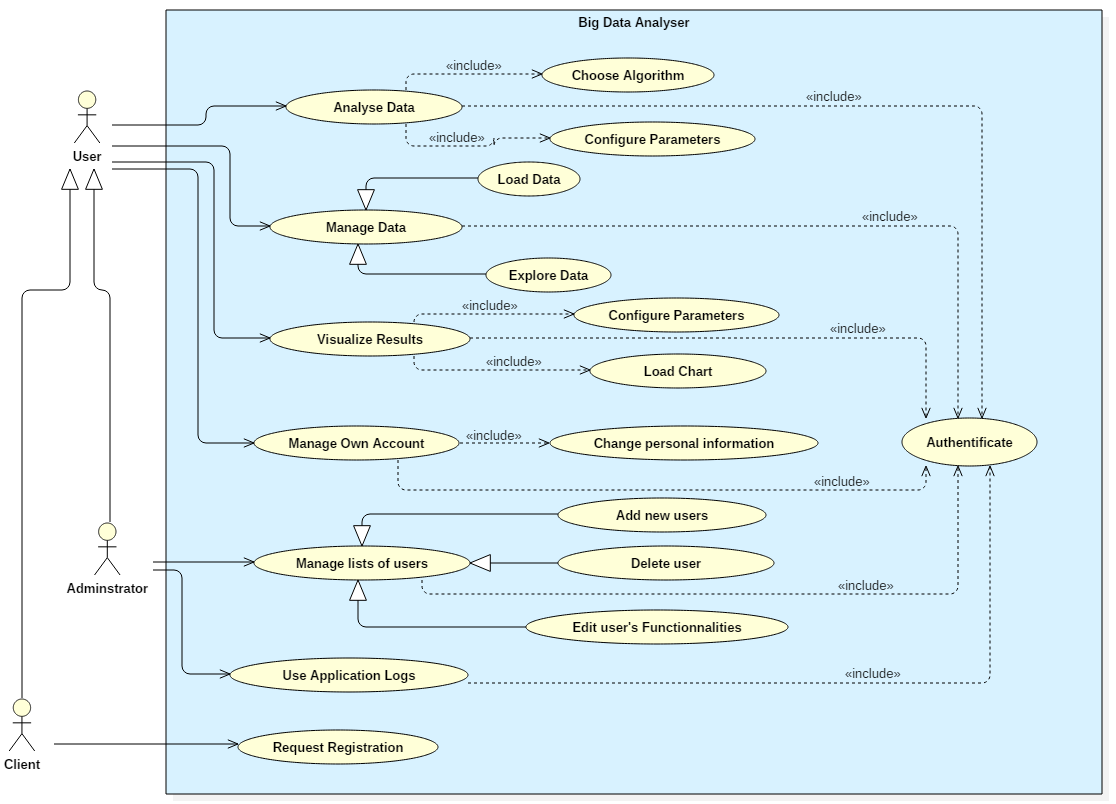 Big Data Analyser
«include»
Choose Algorithm
«include»
Analyse Data
User
«include»
Configure Parameters
Load Data
«include»
Manage Data
Explore Data
«include»
Configure Parameters
«include»
Visualize Results
«include»
Load Chart
Manage Own Account
«include»
Change personal information
Authentificate
«include»
Add new users
Manage lists of users
Delete user
Adminstrator
«include»
Edit user's Functionnalities
Use Application Logs
«include»
Request Registration
Client